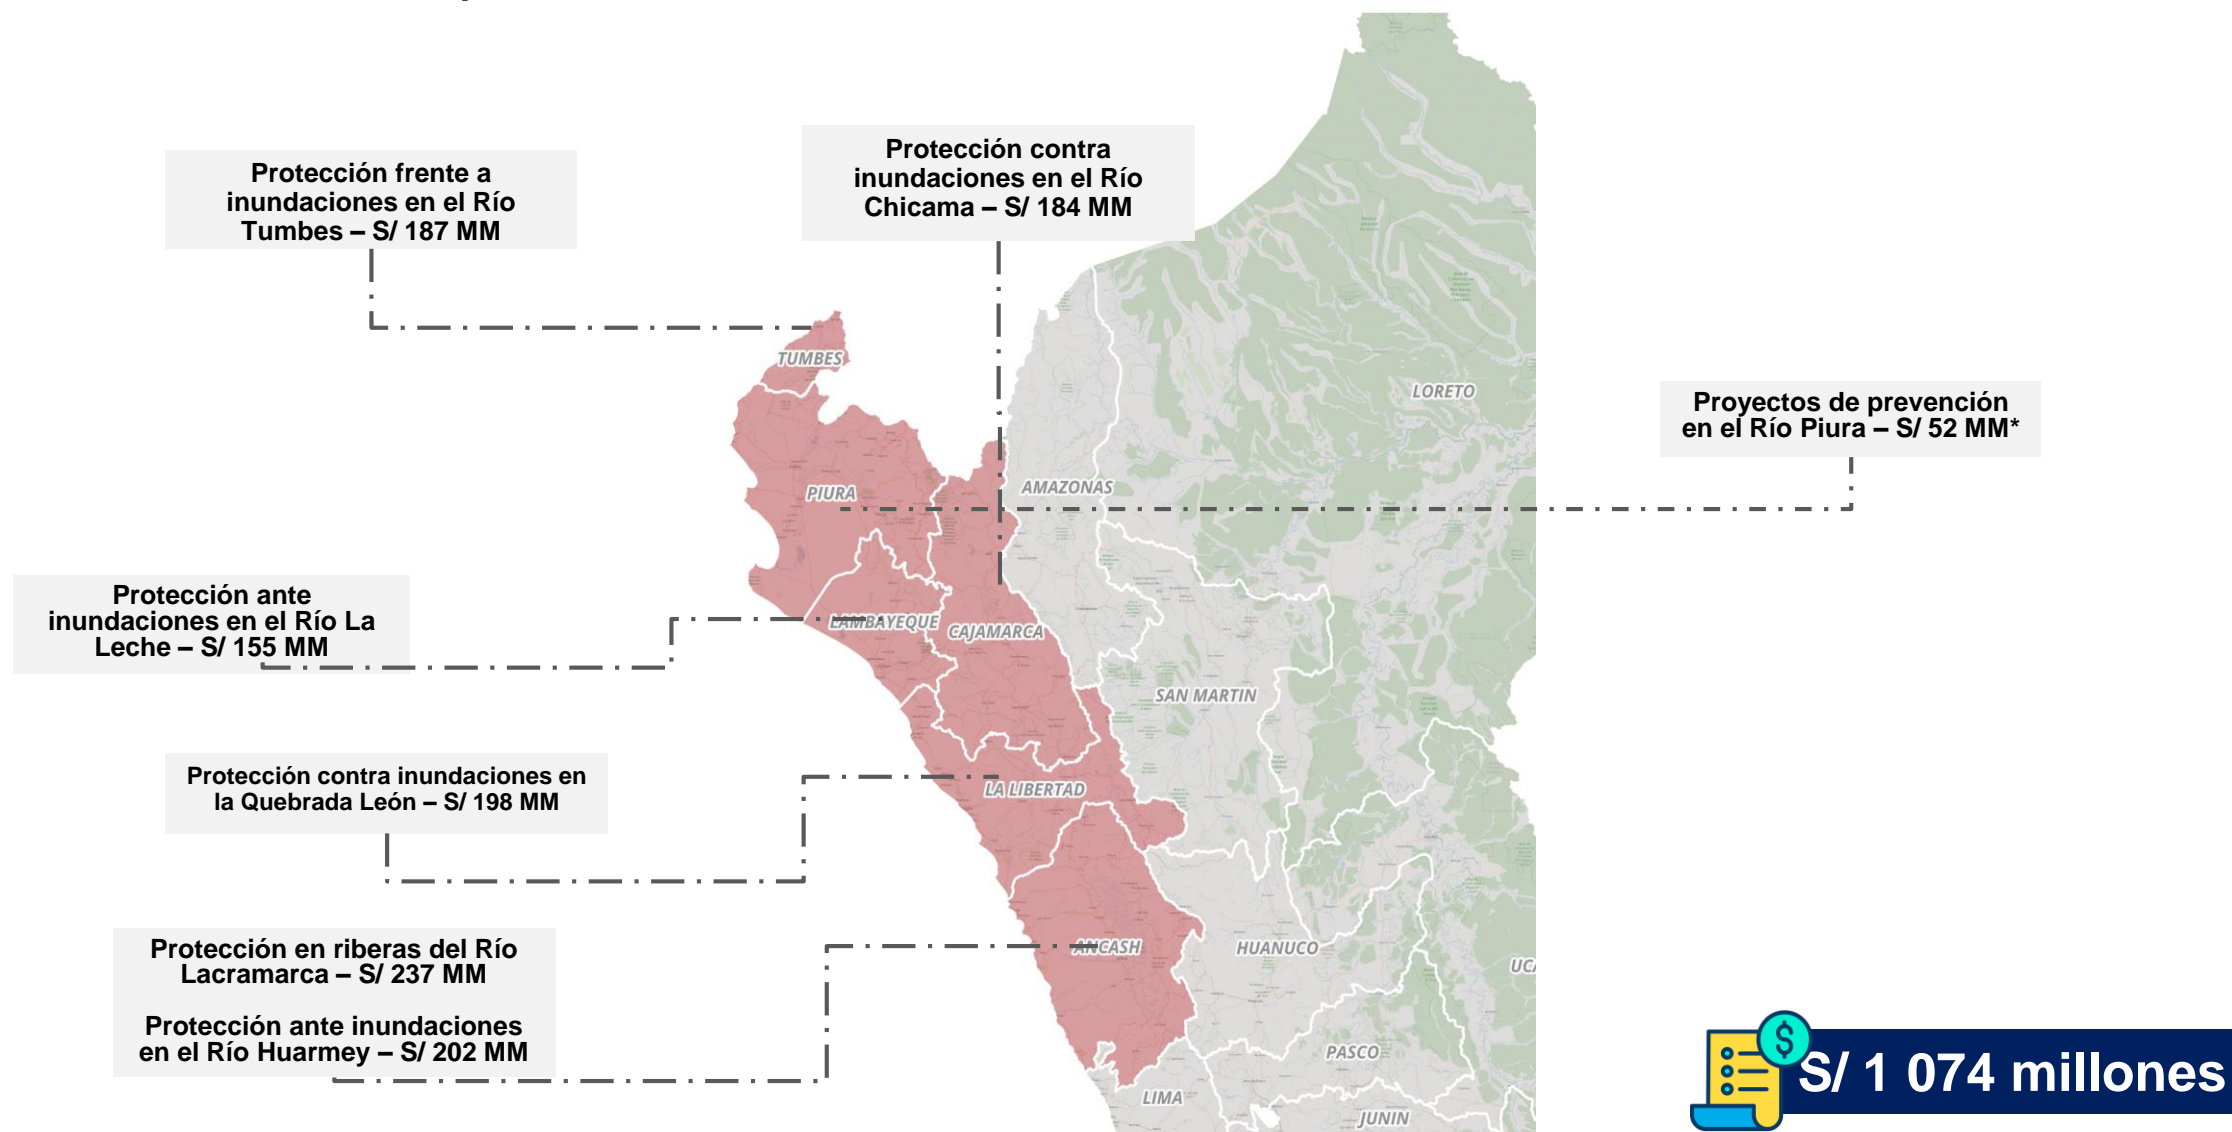 Protección frente a
inundaciones en el Río
Tumbes – S/ 187 MM
Protección contra
inundaciones en el Río
Chicama – S/ 184 MM
TUMBES
LORETO
Proyectos de prevención
en el Río Piura – S/ 52 MM*
PIURA
AMAZONAS
Protección ante
inundaciones en el Río La
Leche – S/ 155 MM
LAMBAYEQUE
CAJAMARCA
SAN MARTIN
Protección contra inundaciones en
la Quebrada León – S/ 198 MM
LA LIBERTAD
Protección en riberas del Río
Lacramarca – S/ 237 MM
Protección ante inundaciones
en el Río Huarmey – S/ 202 MM
ANCASH
HUANUCO
UCA
PASCO
LIMA
JUNIN
$
S/ 1 074 millones